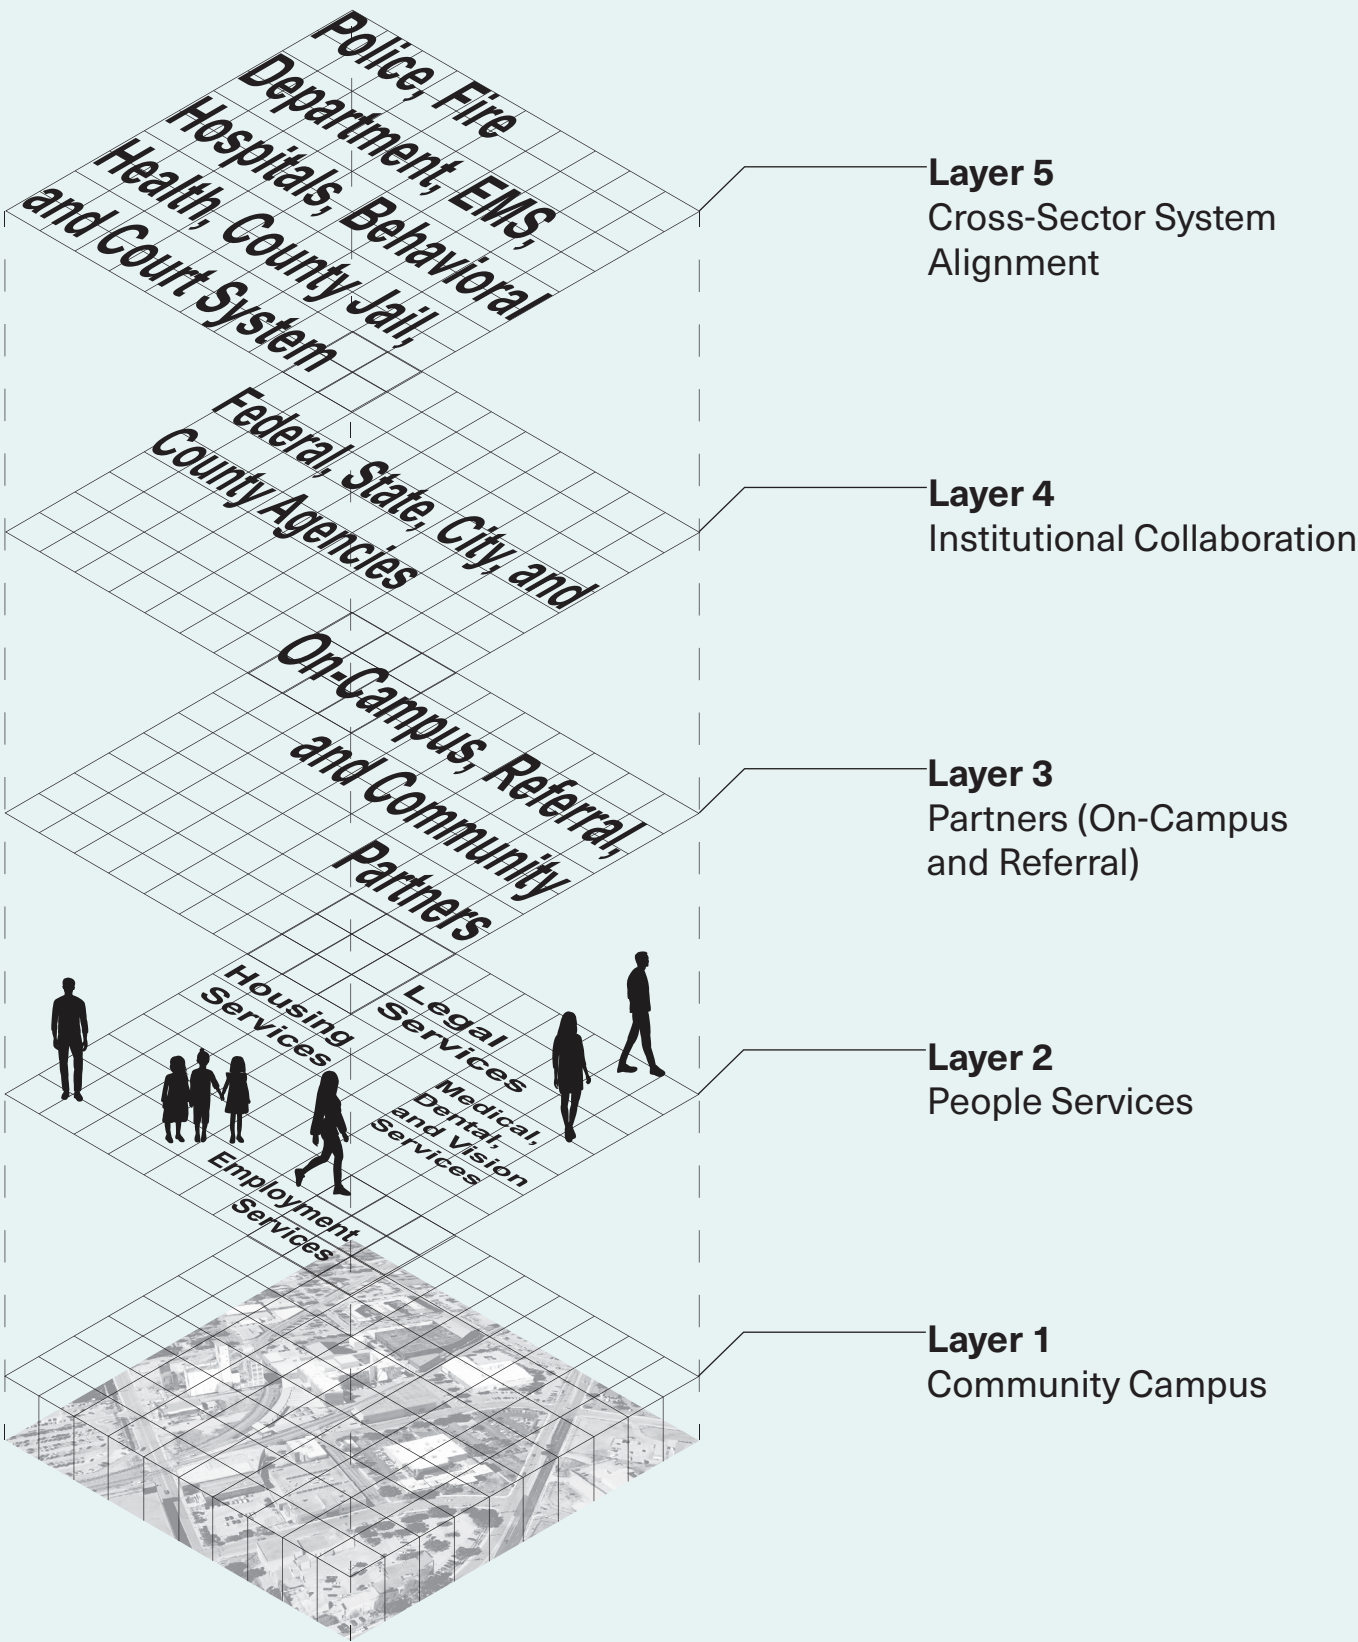 Police, Fire
Department, EMS,
Hospitals, Behavioral
Health, County Jail,
and Court System
Layer 5
Cross-Sector System
Alignment
Federal, State, City, and
County Agencies
Layer 4
Institutional Collaboration
On-Campus, Referral,
and Community
Partners
Layer 3
Partners (On-Campus
and Referral)
Housing
Services
Legal
Services
Medical,
Dental,
and Vision
Services
Employment
Services
Layer 2
People Services
Layer 1
Community Campus